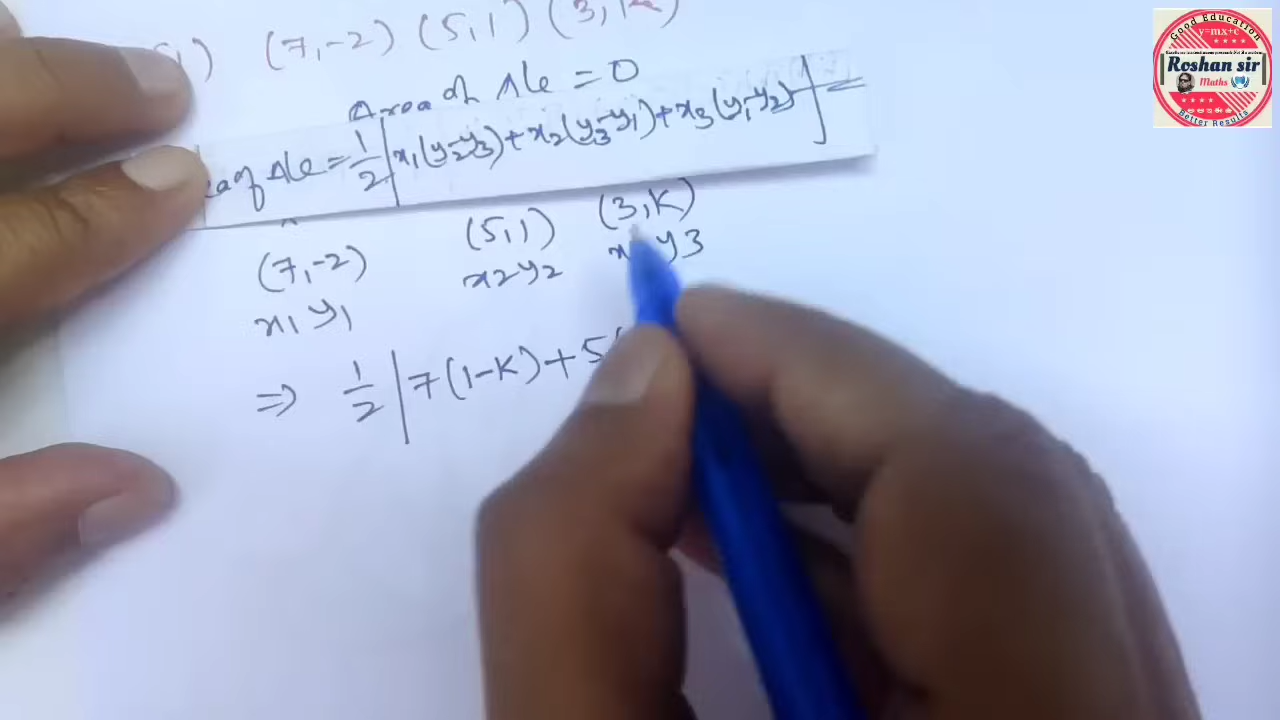 (7,-2) (5,1) (3,K)
Area of Δle = 0
ea of Δle = 1/2 | x1(y2-y3)+x2(y3-y1)+x3(y1-y2) ] =
(7,-2) (5,1) (3,K)
x1 y1 x2 y2 y3
⇒ 1/2 | 7(1-K)+5(
Good Education
y=mx+c
Roshan sir
Maths
Better Results